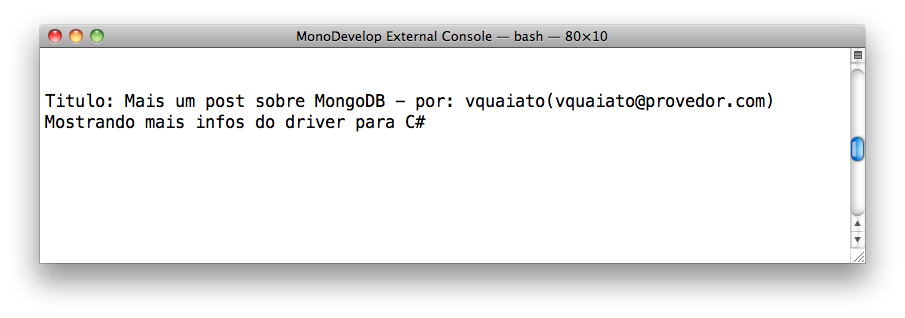 MonoDevelop External Console — bash — 80×10
Titulo: Mais um post sobre MongoDB - por: vquaiato(vquaiato@provedor.com)
Mostrando mais infos do driver para C#